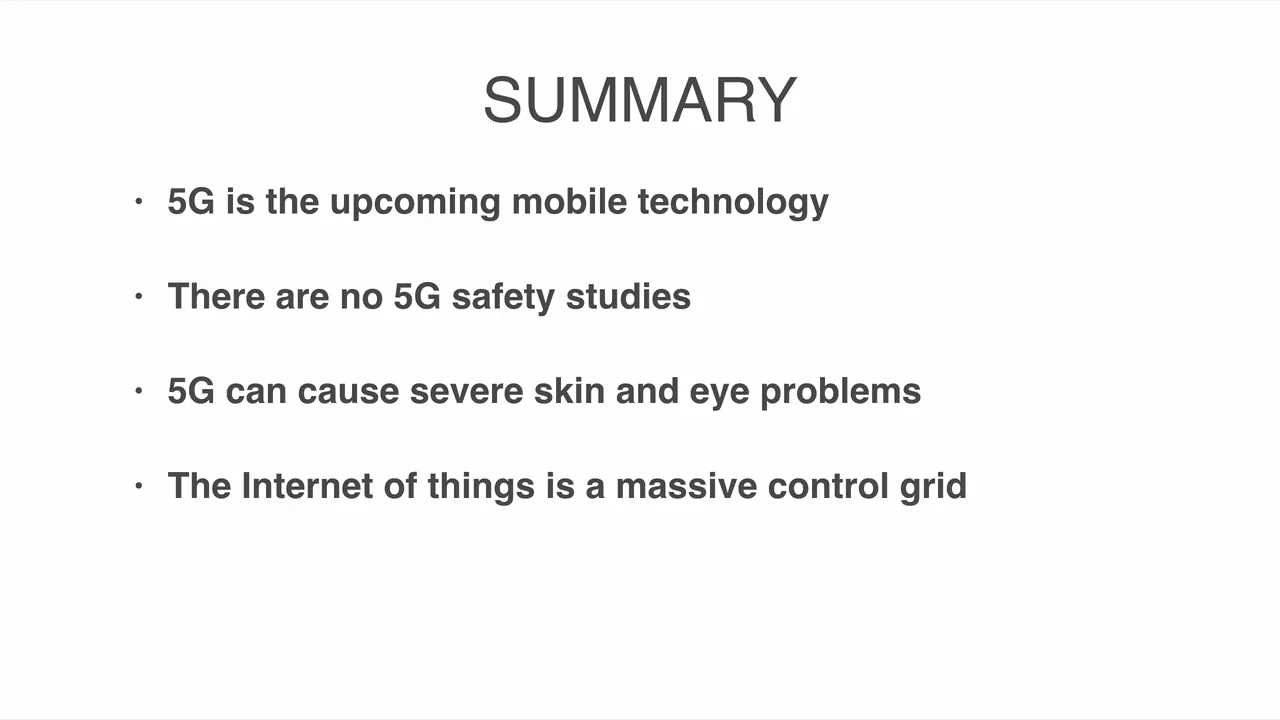 SUMMARY
• 5G is the upcoming mobile technology
• There are no 5G safety studies
• 5G can cause severe skin and eye problems
• The Internet of things is a massive control grid